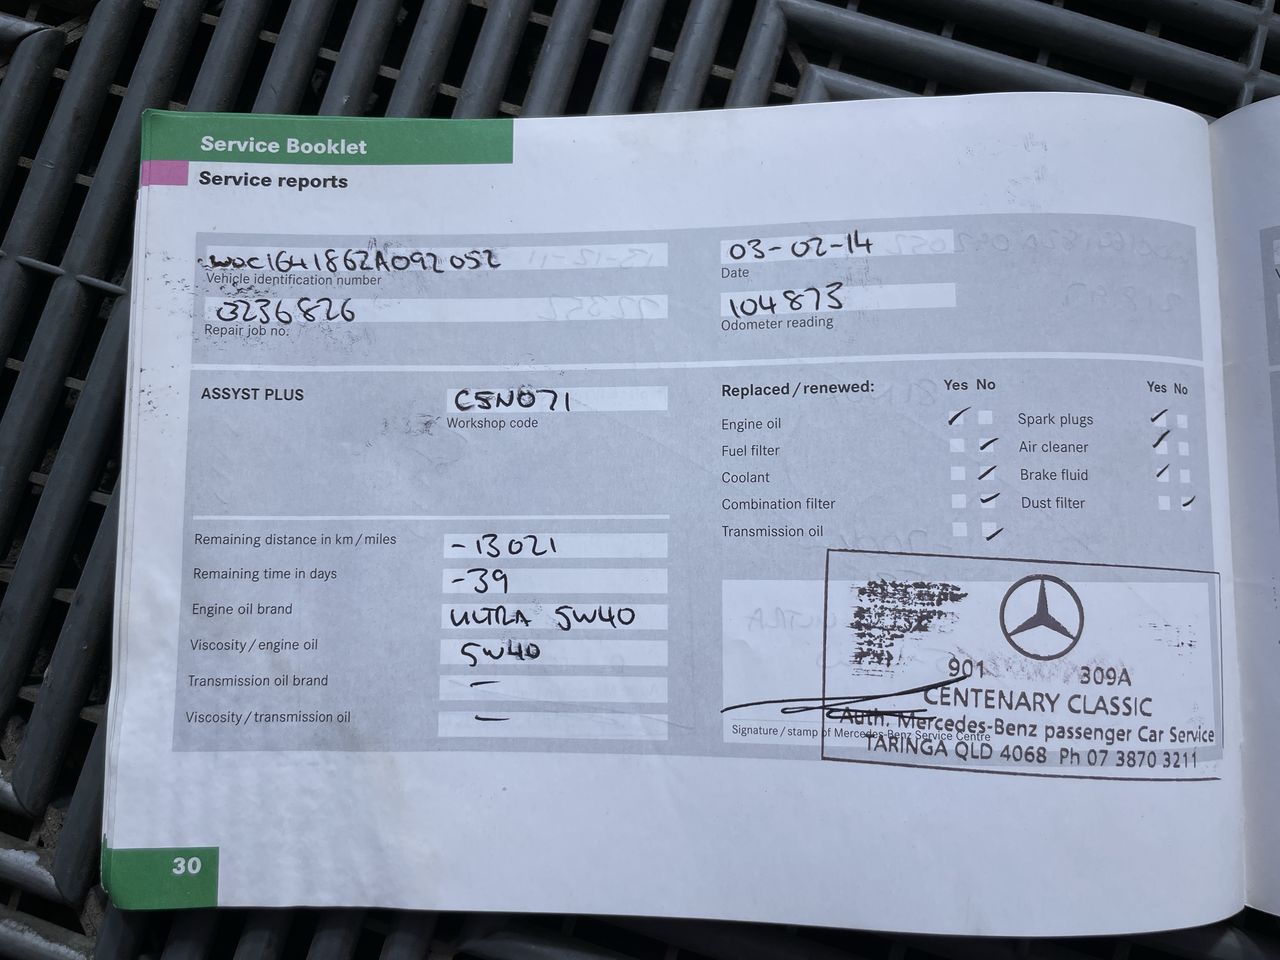 Service Booklet
Service reports
WDC1641862A092052
Vehicle identification number
03-02-14
Date
3236826
Repair job no.
104873
Odometer reading
ASSYST PLUS
C5N071
Workshop code
Replaced/renewed: Yes No Yes No
Engine oil Spark plugs
Fuel filter Air cleaner
Coolant Brake fluid
Combination filter Dust filter
Transmission oil
Remaining distance in km/miles -13021
Remaining time in days -39
Engine oil brand ULTRA 5W40
Viscosity/engine oil 5W40
Transmission oil brand –
Viscosity/transmission oil –
901 309A
CENTENARY CLASSIC
Auth. Mercedes-Benz passenger Car Service
Signature/stamp of Mercedes-Benz Service Centre
TARINGA QLD 4068 Ph 07 3870 3211
30